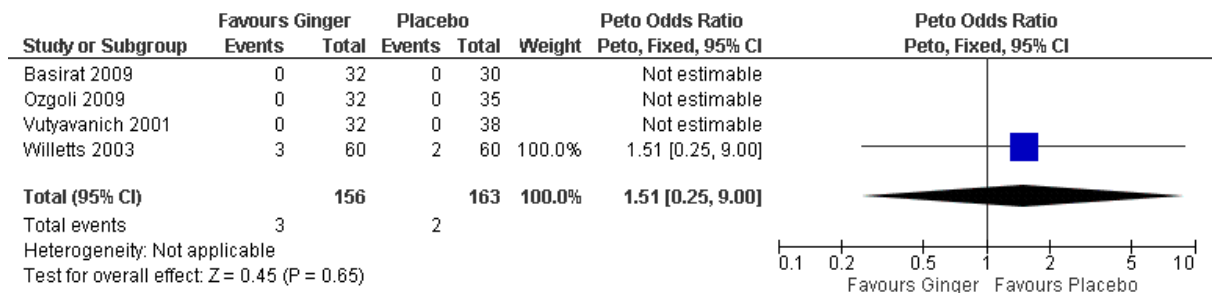 Favours Ginger Placebo Peto Odds Ratio Peto Odds Ratio
Study or Subgroup Events Total Events Total Weight Peto, Fixed, 95% CI Peto, Fixed, 95% CI
Basirat 2009 0 32 0 30 Not estimable
Ozgoli 2009 0 32 0 35 Not estimable
Vutyavanich 2001 0 32 0 38 Not estimable
Willetts 2003 3 60 2 60 100.0% 1.51 [0.25, 9.00]
Total (95% CI) 156 163 100.0% 1.51 [0.25, 9.00]
Total events 3 2
Heterogeneity: Not applicable
Test for overall effect: Z = 0.45 (P = 0.65)
0.1 0.2 0.5 1 2 5 10
Favours Ginger Favours Placebo